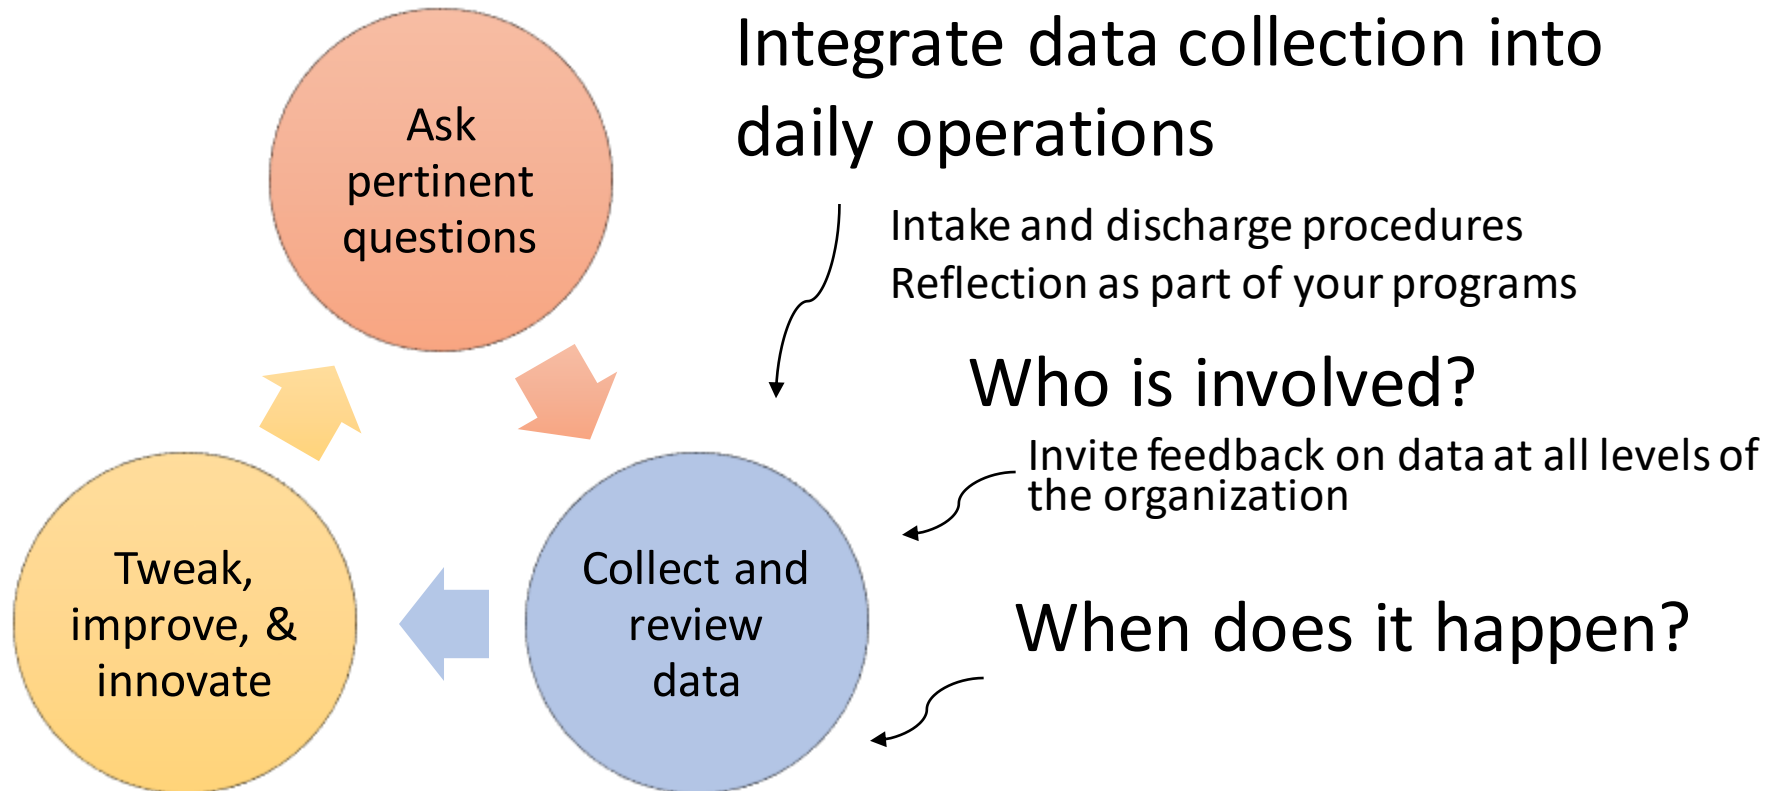 Ask
pertinent
questions
Integrate data collection into
daily operations
Intake and discharge procedures
Reflection as part of your programs
Who is involved?
Invite feedback on data at all levels of
the organization
Tweak,
improve, &
innovate
Collect and
review
data
When does it happen?